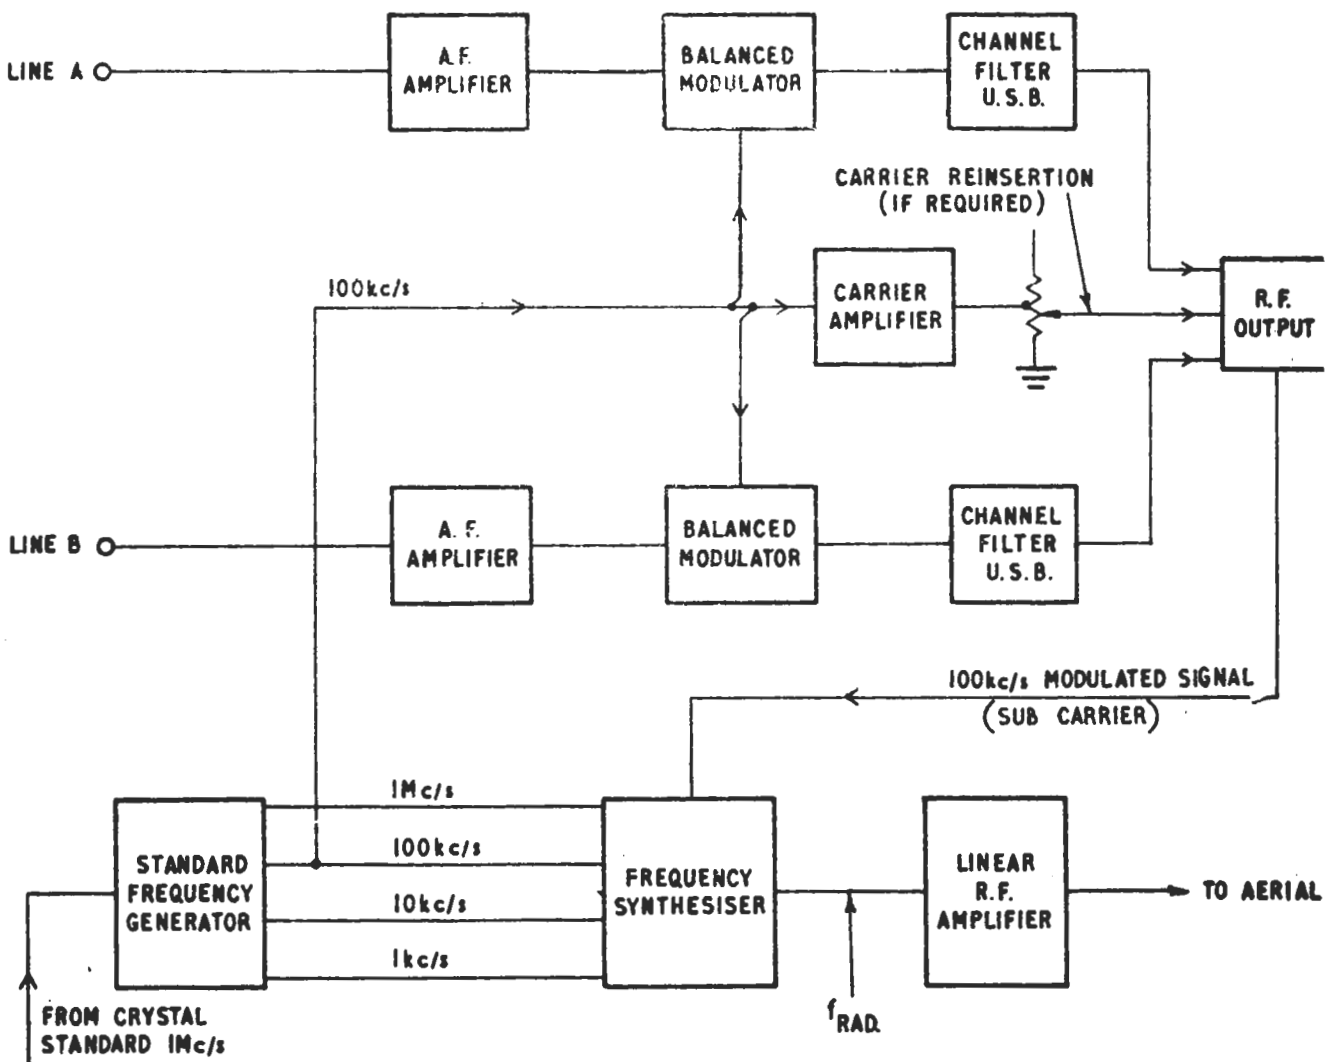 LINE A
A.F.
AMPLIFIER
BALANCED
MODULATOR
CHANNEL
FILTER
U.S.B.
CARRIER REINSERTION
(IF REQUIRED)
100kc/s
CARRIER
AMPLIFIER
R.F.
OUTPUT
LINE B
A.F.
AMPLIFIER
BALANCED
MODULATOR
CHANNEL
FILTER
U.S.B.
100kc/s MODULATED SIGNAL
(SUB CARRIER)
STANDARD
FREQUENCY
GENERATOR
1Mc/s
100kc/s
10kc/s
1kc/s
FREQUENCY
SYNTHESISER
LINEAR
R.F.
AMPLIFIER
TO AERIAL
fRAD.
FROM CRYSTAL
STANDARD 1Mc/s